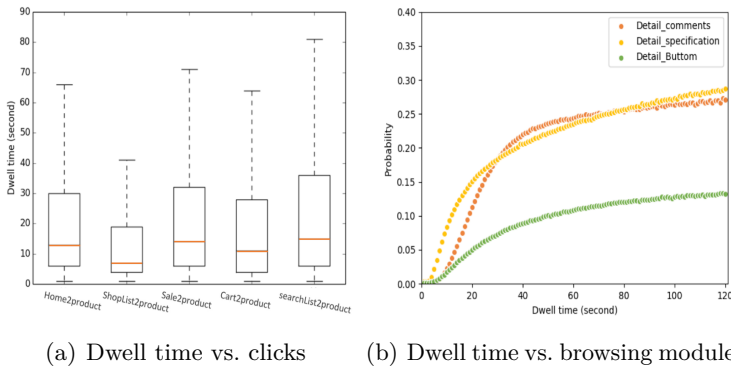 90
80
70
60
50
40
30
20
10
0
Dwell time (second)
Home2product
ShopList2product
Sale2product
Cart2product
searchList2product
(a) Dwell time vs. clicks
0.40
0.35
0.30
0.25
0.20
0.15
0.10
0.05
0.00
Probability
Detail_comments
Detail_specification
Detail_Buttom
0 20 40 60 80 100 120
Dwell time (second)
(b) Dwell time vs. browsing module